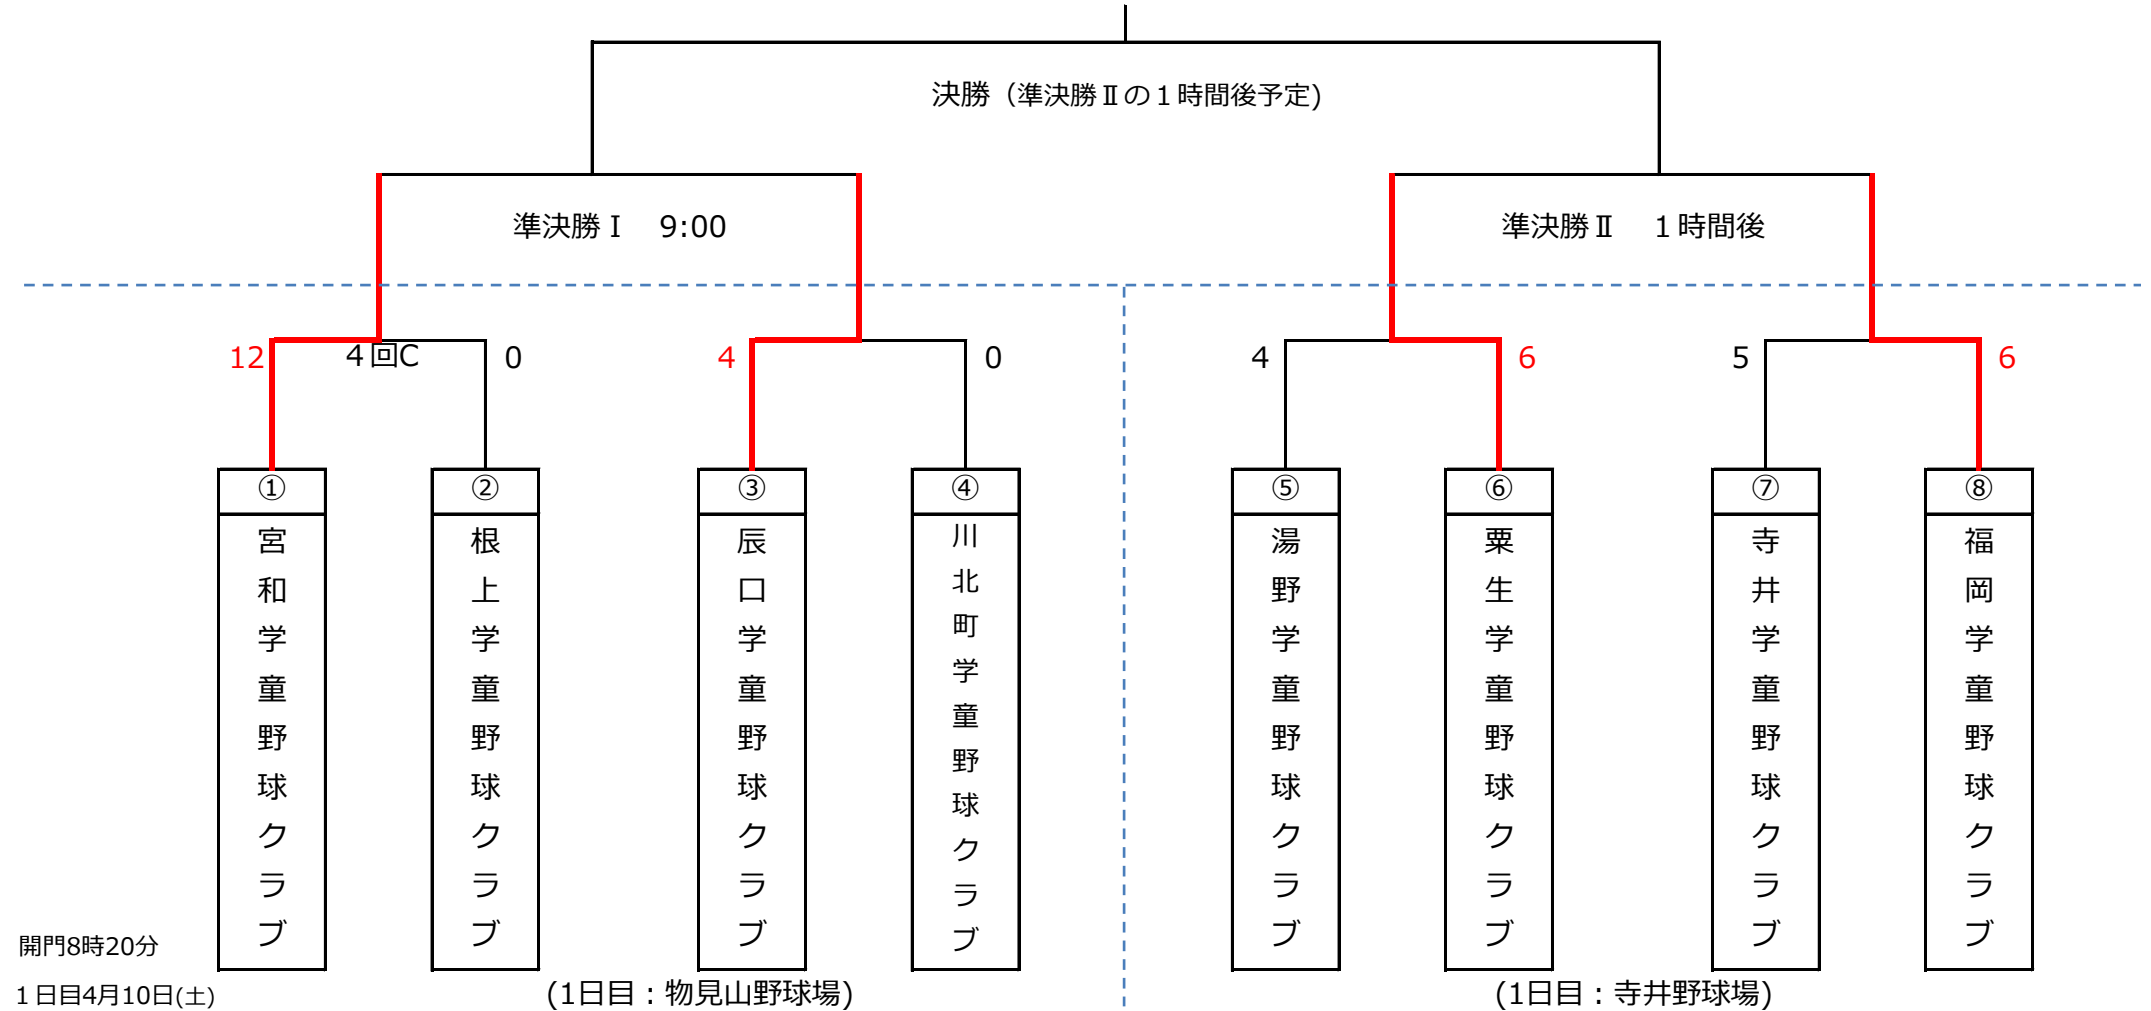 決勝（準決勝Ⅱの１時間後予定)
準決勝Ⅰ　9:00
準決勝Ⅱ　１時間後
12
４回C
0
4
0
4
6
5
6
①
宮和学童野球クラブ
②
根上学童野球クラブ
③
辰口学童野球クラブ
④
川北町学童野球クラブ
⑤
湯野学童野球クラブ
⑥
粟生学童野球クラブ
⑦
寺井学童野球クラブ
⑧
福岡学童野球クラブ
開門8時20分
１日目4月10日(土)
(1日目：物見山野球場)
(1日目：寺井野球場)